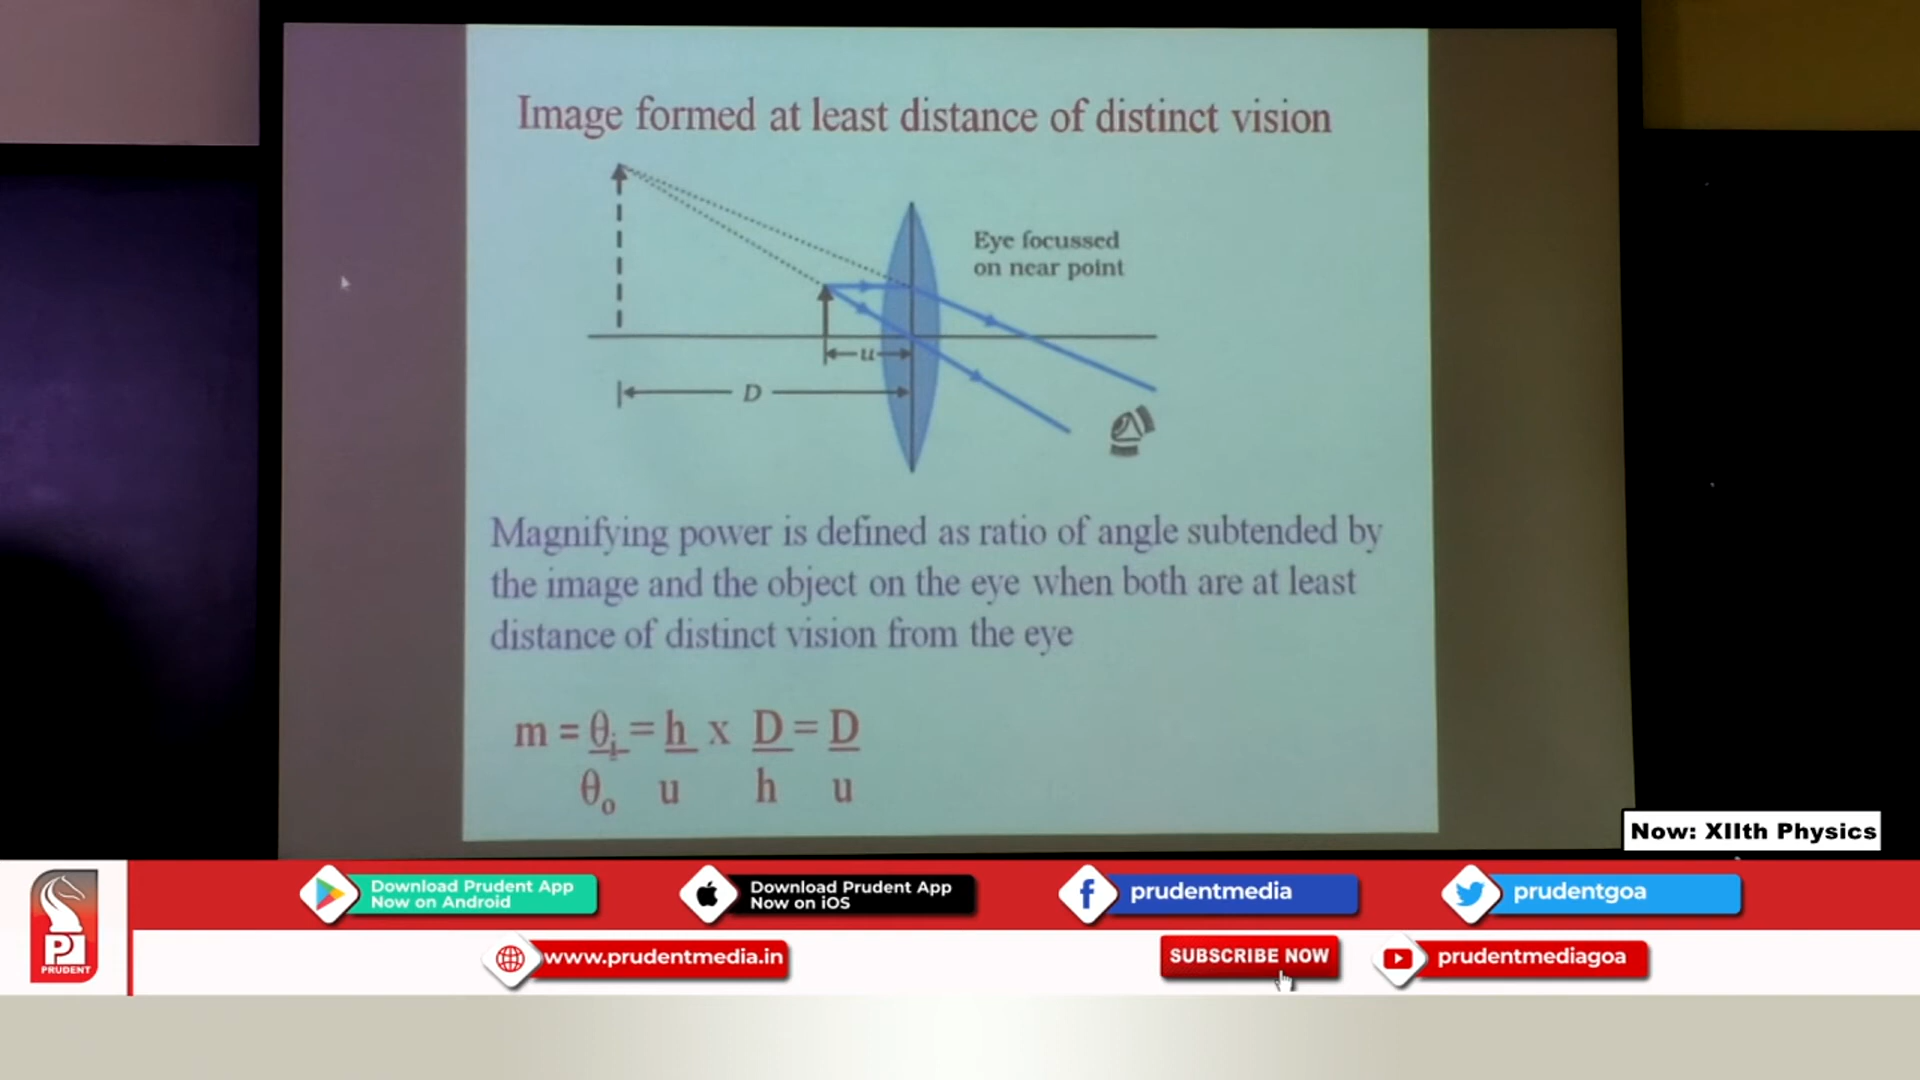 Image formed at least distance of distinct vision
Eye focussed
on near point
u
D
Magnifying power is defined as ratio of angle subtended by
the image and the object on the eye when both are at least
distance of distinct vision from the eye
m = θi = h x D = D
θo u h u
Now: XIIth Physics
Download Prudent App
Now on Android
Download Prudent App
Now on iOS
prudentmedia
prudentgoa
PRUDENT
www.prudentmedia.in
SUBSCRIBE NOW
prudentmediagoa